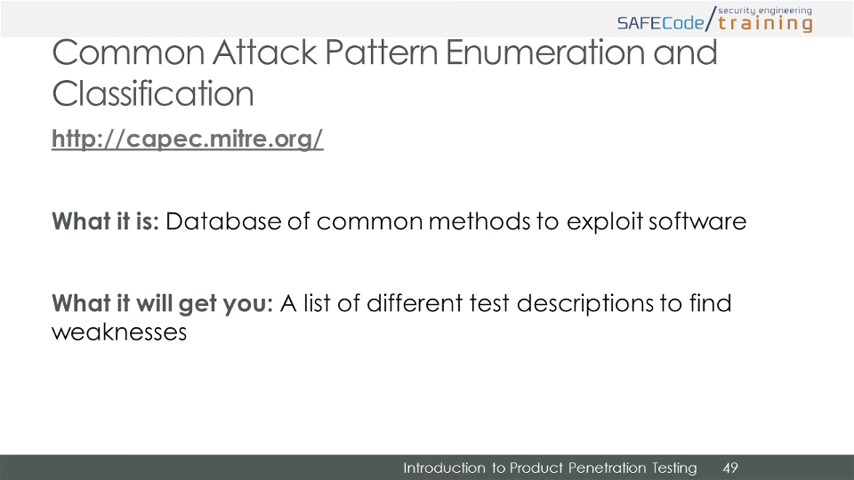 security engineering
SAFECode/training
Common Attack Pattern Enumeration and
Classification
http://capec.mitre.org/
What it is: Database of common methods to exploit software
What it will get you: A list of different test descriptions to find
weaknesses
Introduction to Product Penetration Testing 49